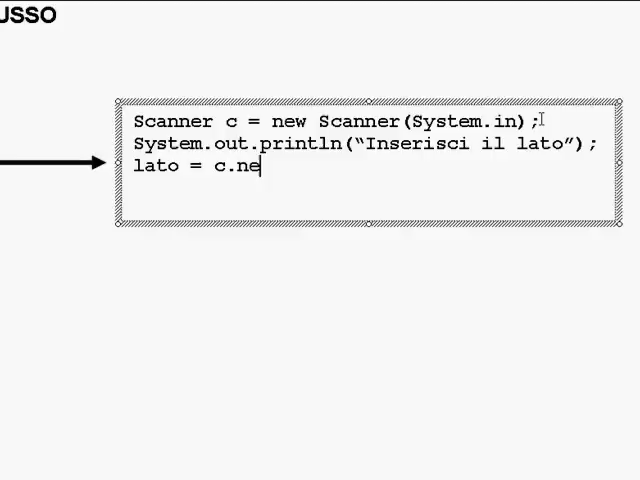 USSO
Scanner c = new Scanner(System.in);
System.out.println(“Inserisci il lato”);
lato = c.ne